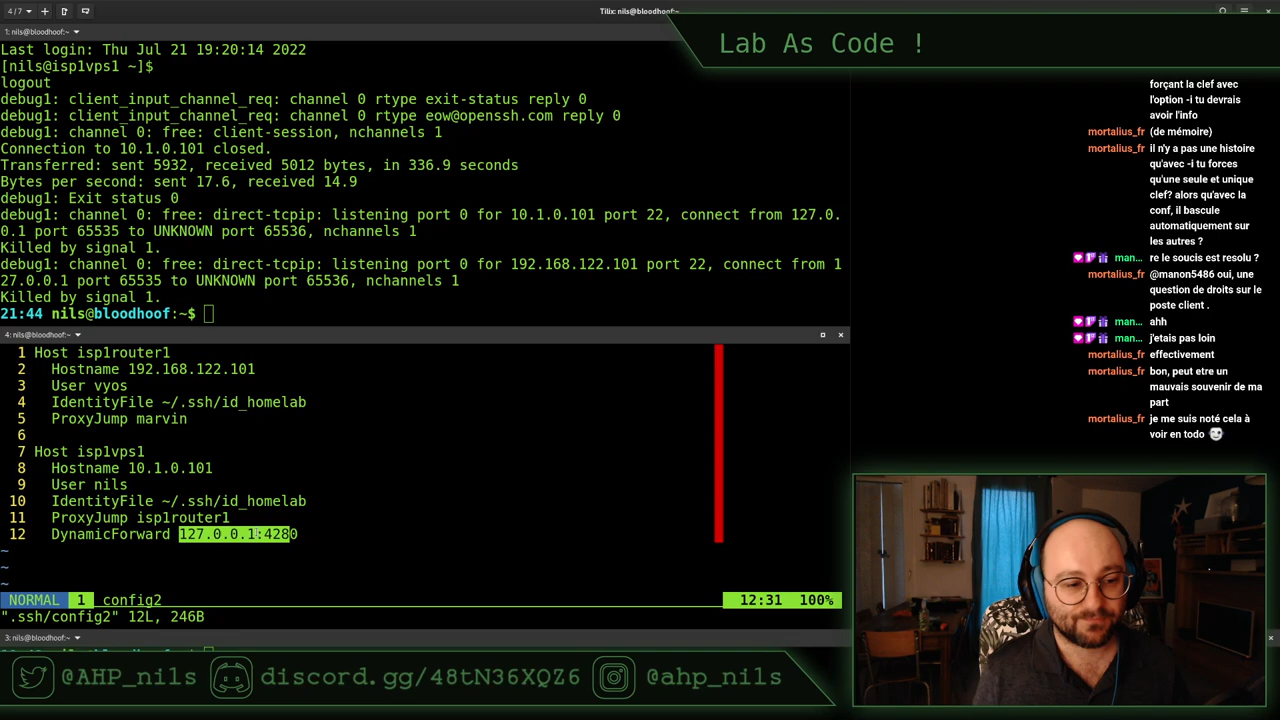 4 / 7
Tilix: nils@bloodhoof:~
1: nils@bloodhoof:~
Last login: Thu Jul 21 19:20:14 2022
[nils@isp1vps1 ~]$
logout
debug1: client_input_channel_req: channel 0 rtype exit-status reply 0
debug1: client_input_channel_req: channel 0 rtype eow@openssh.com reply 0
debug1: channel 0: free: client-session, nchannels 1
Connection to 10.1.0.101 closed.
Transferred: sent 5932, received 5012 bytes, in 336.9 seconds
Bytes per second: sent 17.6, received 14.9
debug1: Exit status 0
debug1: channel 0: free: direct-tcpip: listening port 0 for 10.1.0.101 port 22, connect from 127.0.
0.1 port 65535 to UNKNOWN port 65536, nchannels 1
Killed by signal 1.
debug1: channel 0: free: direct-tcpip: listening port 0 for 192.168.122.101 port 22, connect from 1
27.0.0.1 port 65535 to UNKNOWN port 65536, nchannels 1
Killed by signal 1.
21:44 nils@bloodhoof:~$
4: nils@bloodhoof:~
1 Host isp1router1
2 Hostname 192.168.122.101
3 User vyos
4 IdentityFile ~/.ssh/id_homelab
5 ProxyJump marvin
6
7 Host isp1vps1
8 Hostname 10.1.0.101
9 User nils
10 IdentityFile ~/.ssh/id_homelab
11 ProxyJump isp1router1
12 DynamicForward 127.0.0.1:4280
~
~
~
NORMAL 1 config2 12:31 100%
".ssh/config2" 12L, 246B
3: nils@bloodhoof:~
Lab As Code !
forçant la clef avec
l'option -i tu devrais
avoir l'info
mortalius_fr (de mémoire)
mortalius_fr il n'y a pas une histoire
qu'avec -i tu forces
qu'une seule et unique
clef? alors qu'avec la
conf, il bascule
automatiquement sur
les autres ?
man... re le soucis est resolu ?
mortalius_fr @manon5486 oui, une
question de droits sur le
poste client .
man... ahh
man... j'etais pas loin
mortalius_fr effectivement
mortalius_fr bon, peut etre un
mauvais souvenir de ma
part
mortalius_fr je me suis noté cela à
voir en todo
@AHP_nils discord.gg/48tN36XQZ6 @ahp_nils